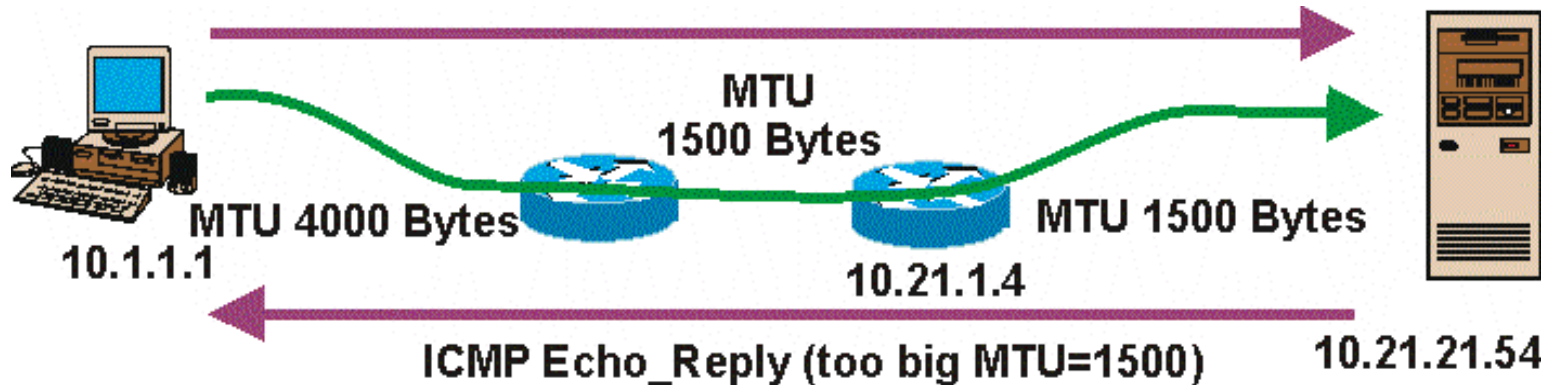 MTU
1500 Bytes
MTU 4000 Bytes
MTU 1500 Bytes
10.1.1.1
10.21.1.4
ICMP Echo_Reply (too big MTU=1500)
10.21.21.54